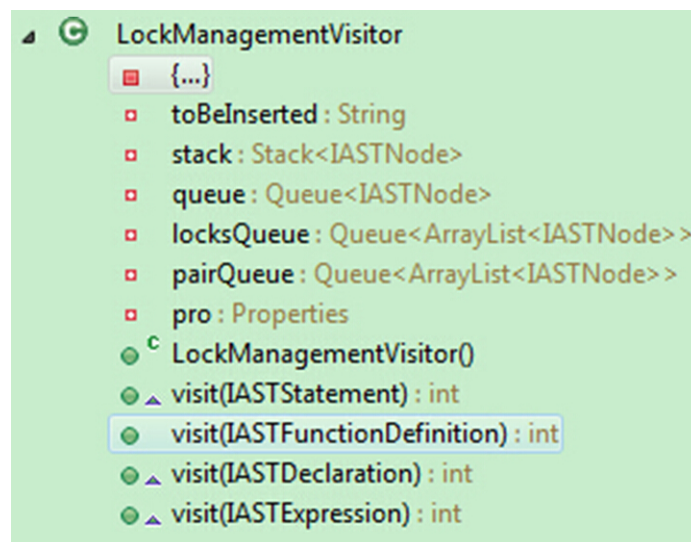 LockManagementVisitor
{...}
toBeInserted : String
stack : Stack<IASTNode>
queue : Queue<IASTNode>
locksQueue : Queue<ArrayList<IASTNode>>
pairQueue : Queue<ArrayList<IASTNode>>
pro : Properties
LockManagementVisitor()
visit(IASTStatement) : int
visit(IASTFunctionDefinition) : int
visit(IASTDeclaration) : int
visit(IASTExpression) : int